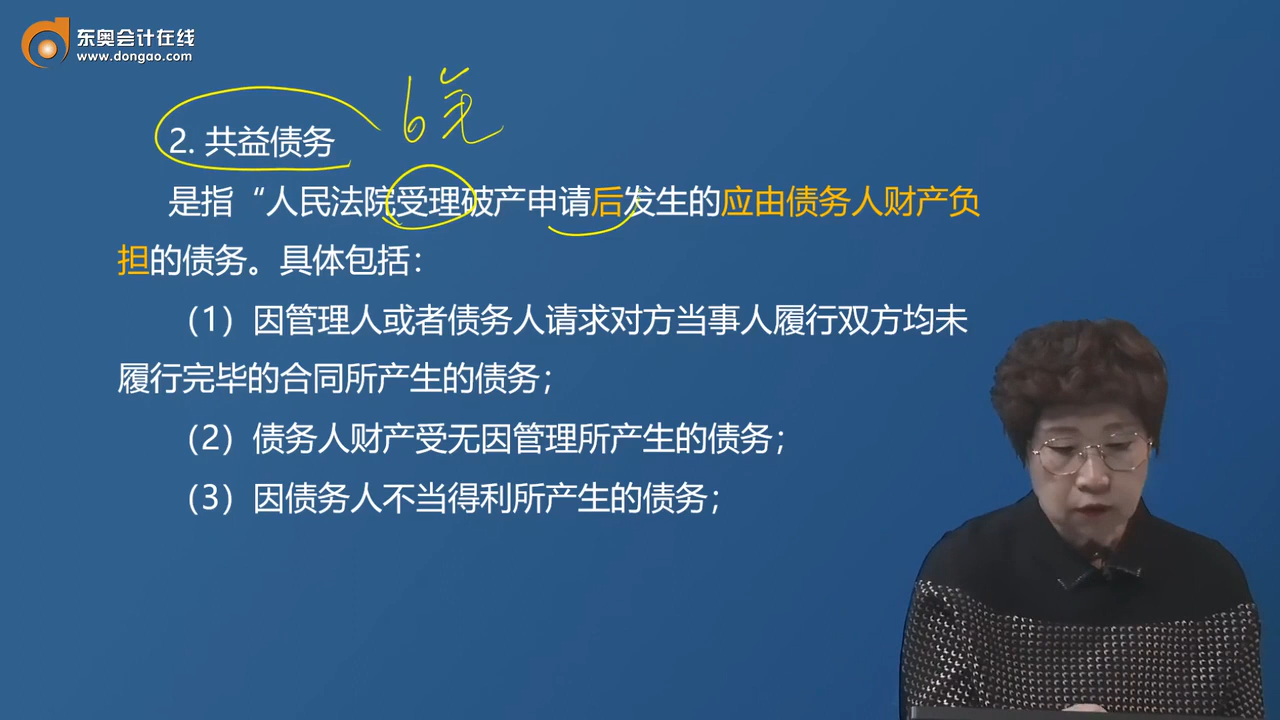 东奥会计在线
www.dongao.com
2. 共益债务
是指“人民法院受理破产申请后发生的应由债务人财产负
担的债务。具体包括：
（1）因管理人或者债务人请求对方当事人履行双方均未
履行完毕的合同所产生的债务；
（2）债务人财产受无因管理所产生的债务；
（3）因债务人不当得利所产生的债务；